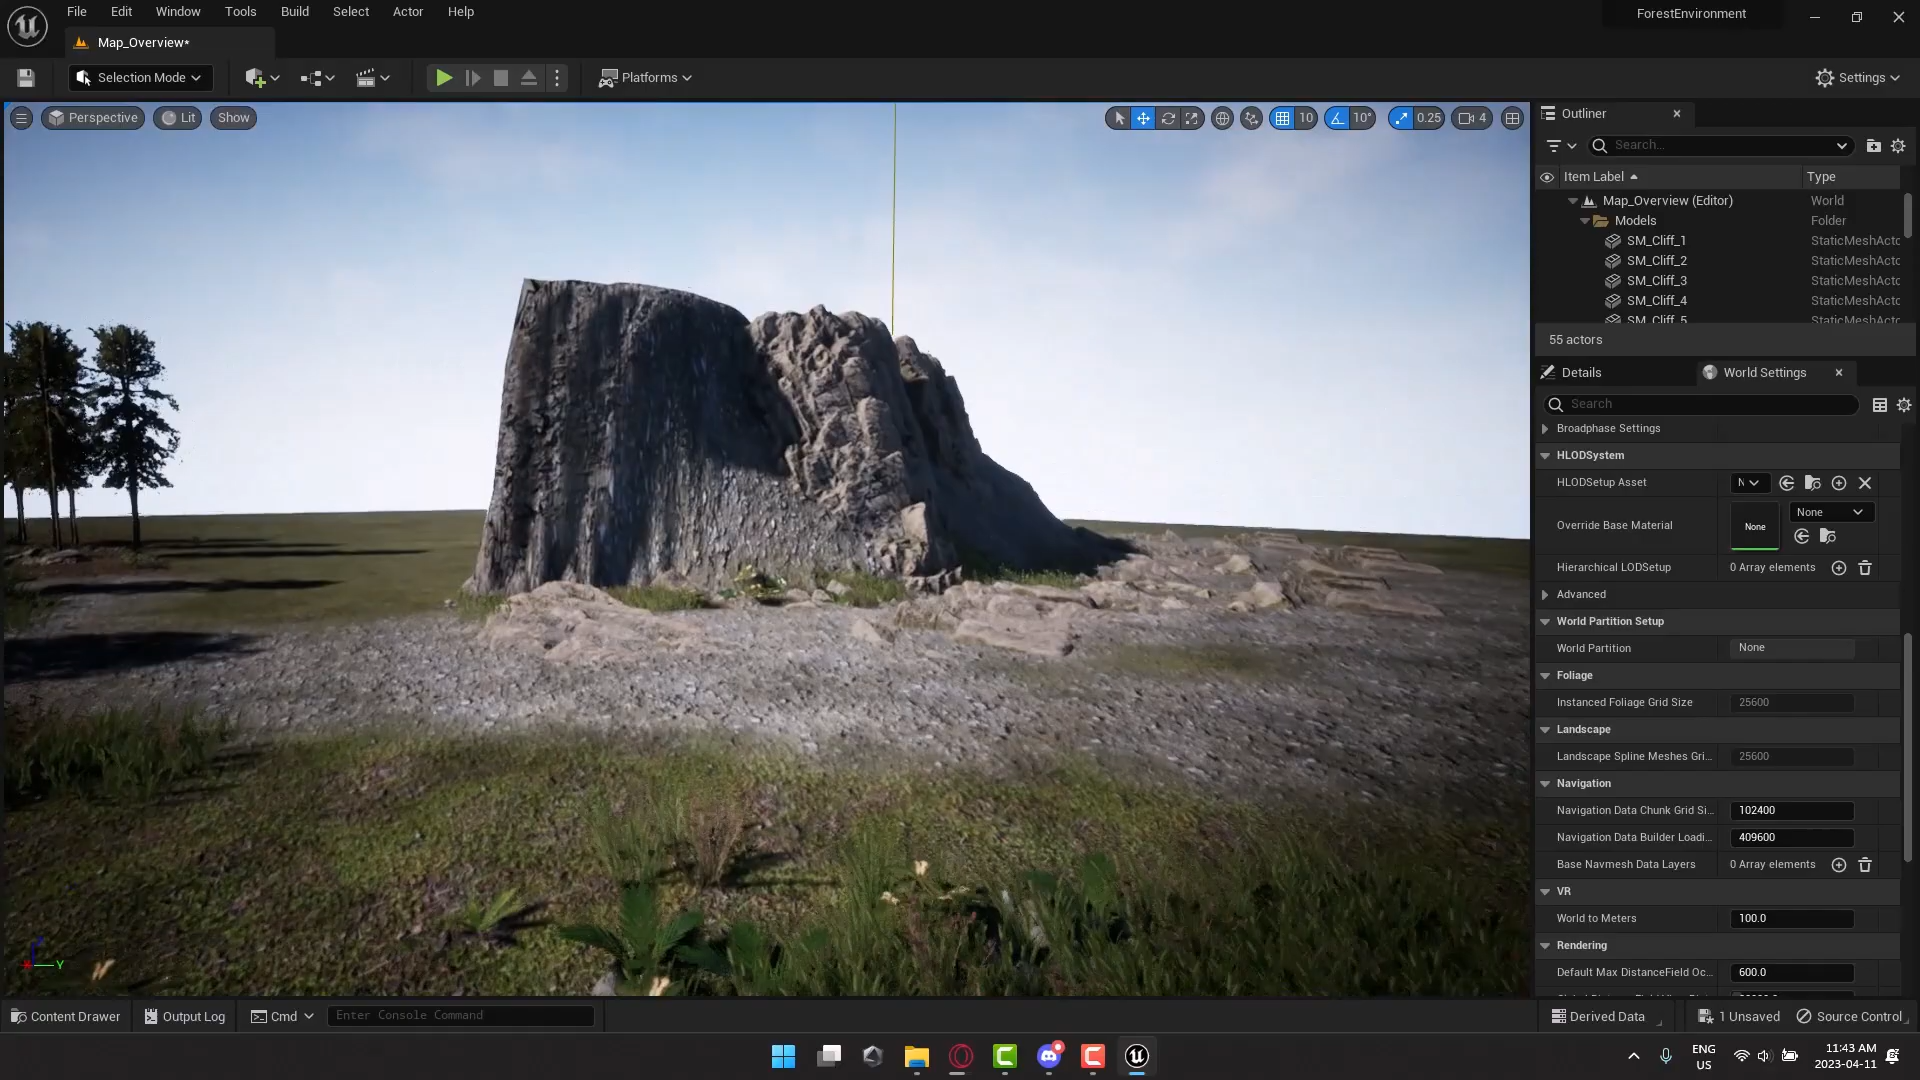 File Edit Window Tools Build Select Actor Help
ForestEnvironment
Map_Overview*
Selection Mode
Platforms
Settings
Perspective Lit Show
10 10° 0.25 4
Outliner
Search...
Item Label Type
Map_Overview (Editor) World
Models Folder
SM_Cliff_1 StaticMeshActo
SM_Cliff_2 StaticMeshActo
SM_Cliff_3 StaticMeshActo
SM_Cliff_4 StaticMeshActo
SM_Cliff_5 StaticMeshActo
55 actors
Details World Settings
Search
Broadphase Settings
HLODSystem
HLODSetup Asset N
Override Base Material None None
Hierarchical LODSetup 0 Array elements
Advanced
World Partition Setup
World Partition None
Foliage
Instanced Foliage Grid Size 25600
Landscape
Landscape Spline Meshes Gri... 25600
Navigation
Navigation Data Chunk Grid Si... 102400
Navigation Data Builder Loadi... 409600
Base Navmesh Data Layers 0 Array elements
VR
World to Meters 100.0
Rendering
Default Max DistanceField Oc... 600.0
X Y
Content Drawer Output Log Cmd Enter Console Command
Derived Data 1 Unsaved Source Control
ENG
US
11:43 AM
2023-04-11